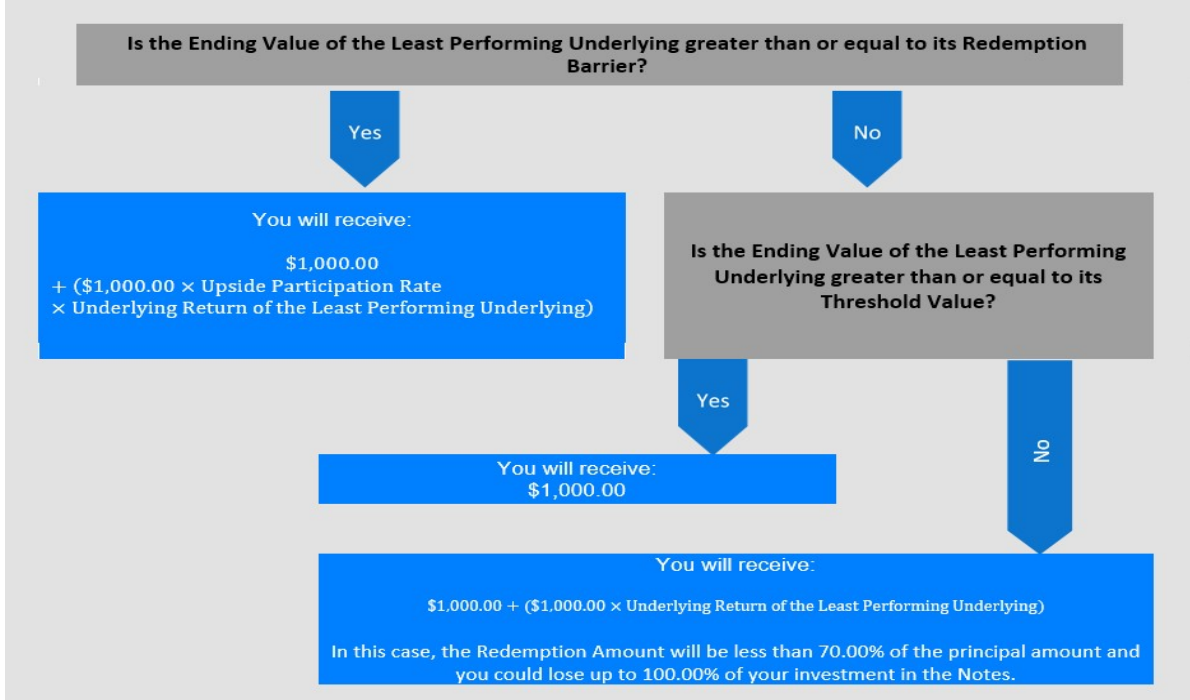 Is the Ending Value of the Least Performing Underlying greater than or equal to its Redemption
Barrier?
Yes
No
You will receive:
$1,000.00
+ ($1,000.00 × Upside Participation Rate
× Underlying Return of the Least Performing Underlying)
Is the Ending Value of the Least Performing
Underlying greater than or equal to its
Threshold Value?
Yes
No
You will receive:
$1,000.00
You will receive:
$1,000.00 + ($1,000.00 × Underlying Return of the Least Performing Underlying)
In this case, the Redemption Amount will be less than 70.00% of the principal amount and
you could lose up to 100.00% of your investment in the Notes.